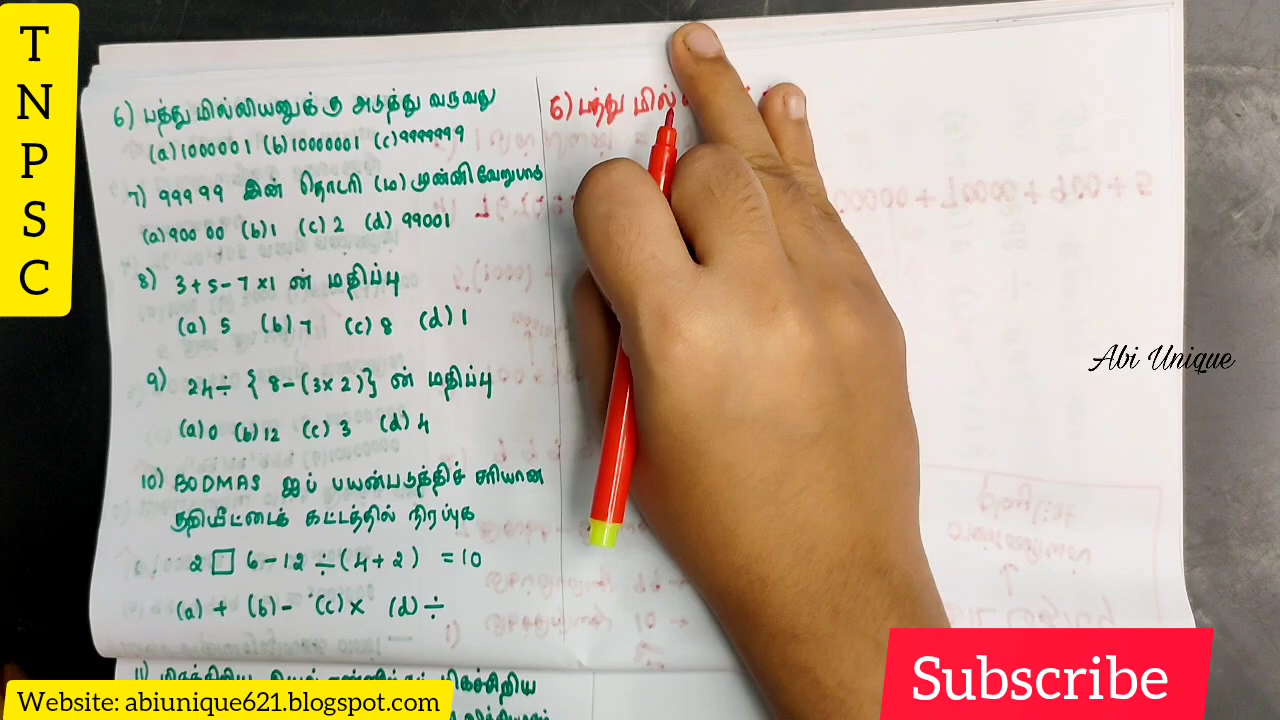 T
N
P
S
C
6) பத்து மில்லியனுக்கு அடுத்து வருவது
(a) 1000001 (b) 10000001 (c) 9999999
7) 99999 இன் தொடரி (ம) முன்னி வேறுபாடு
(a) 90000 (b) 1 (c) 2 (d) 99001
8) 3+5-7×1 ன் மதிப்பு
(a) 5 (b) 7 (c) 8 (d) 1
9) 24÷ { 8-(3×2)} ன் மதிப்பு
(a) 0 (b) 12 (c) 3 (d) 4
10) BODMAS ஐப் பயன்படுத்திச் சரியான
குறியீட்டைக் கட்டத்தில் நிரப்புக
2 □ 6-12 ÷(4+2) =10
(a) + (b) - (c) × (d) ÷
11)
6) பத்து மில்
Abi Unique
Website: abiunique621.blogspot.com
Subscribe